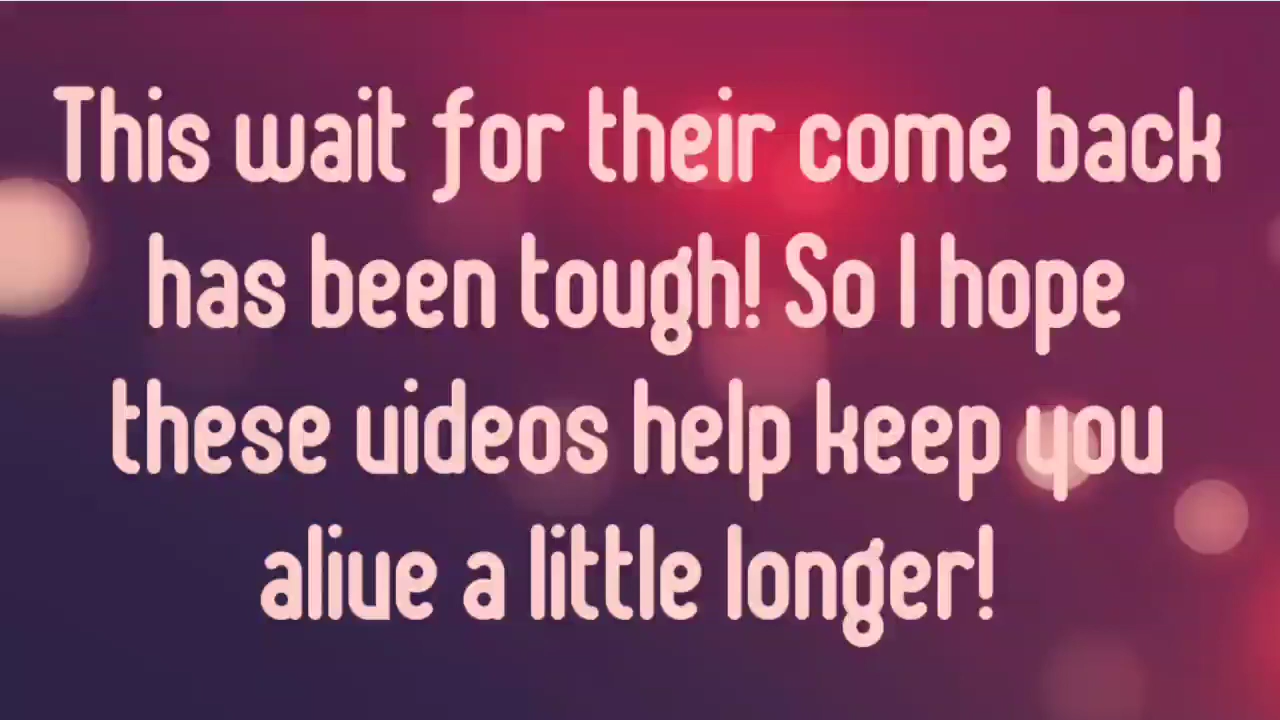 This wait for their come back
has been tough! So I hope
these videos help keep you
alive a little longer!